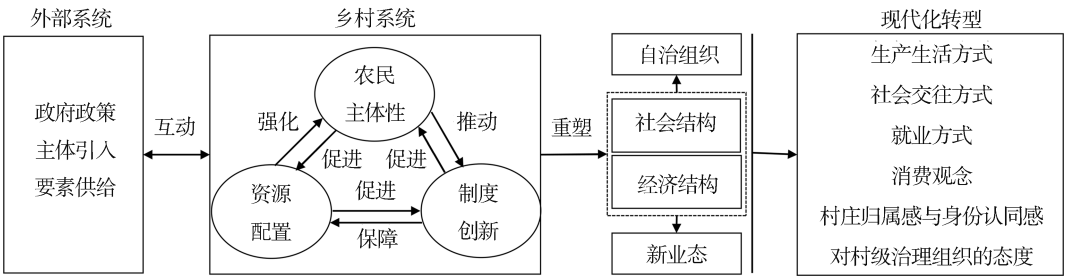 外部系统
政府政策
主体引入
要素供给
互动
乡村系统
农民
主体性
强化
推动
促进
促进
资源
配置
促进
保障
制度
创新
重塑
自治组织
社会结构
经济结构
新业态
现代化转型
生产生活方式
社会交往方式
就业方式
消费观念
村庄归属感与身份认同感
对村级治理组织的态度